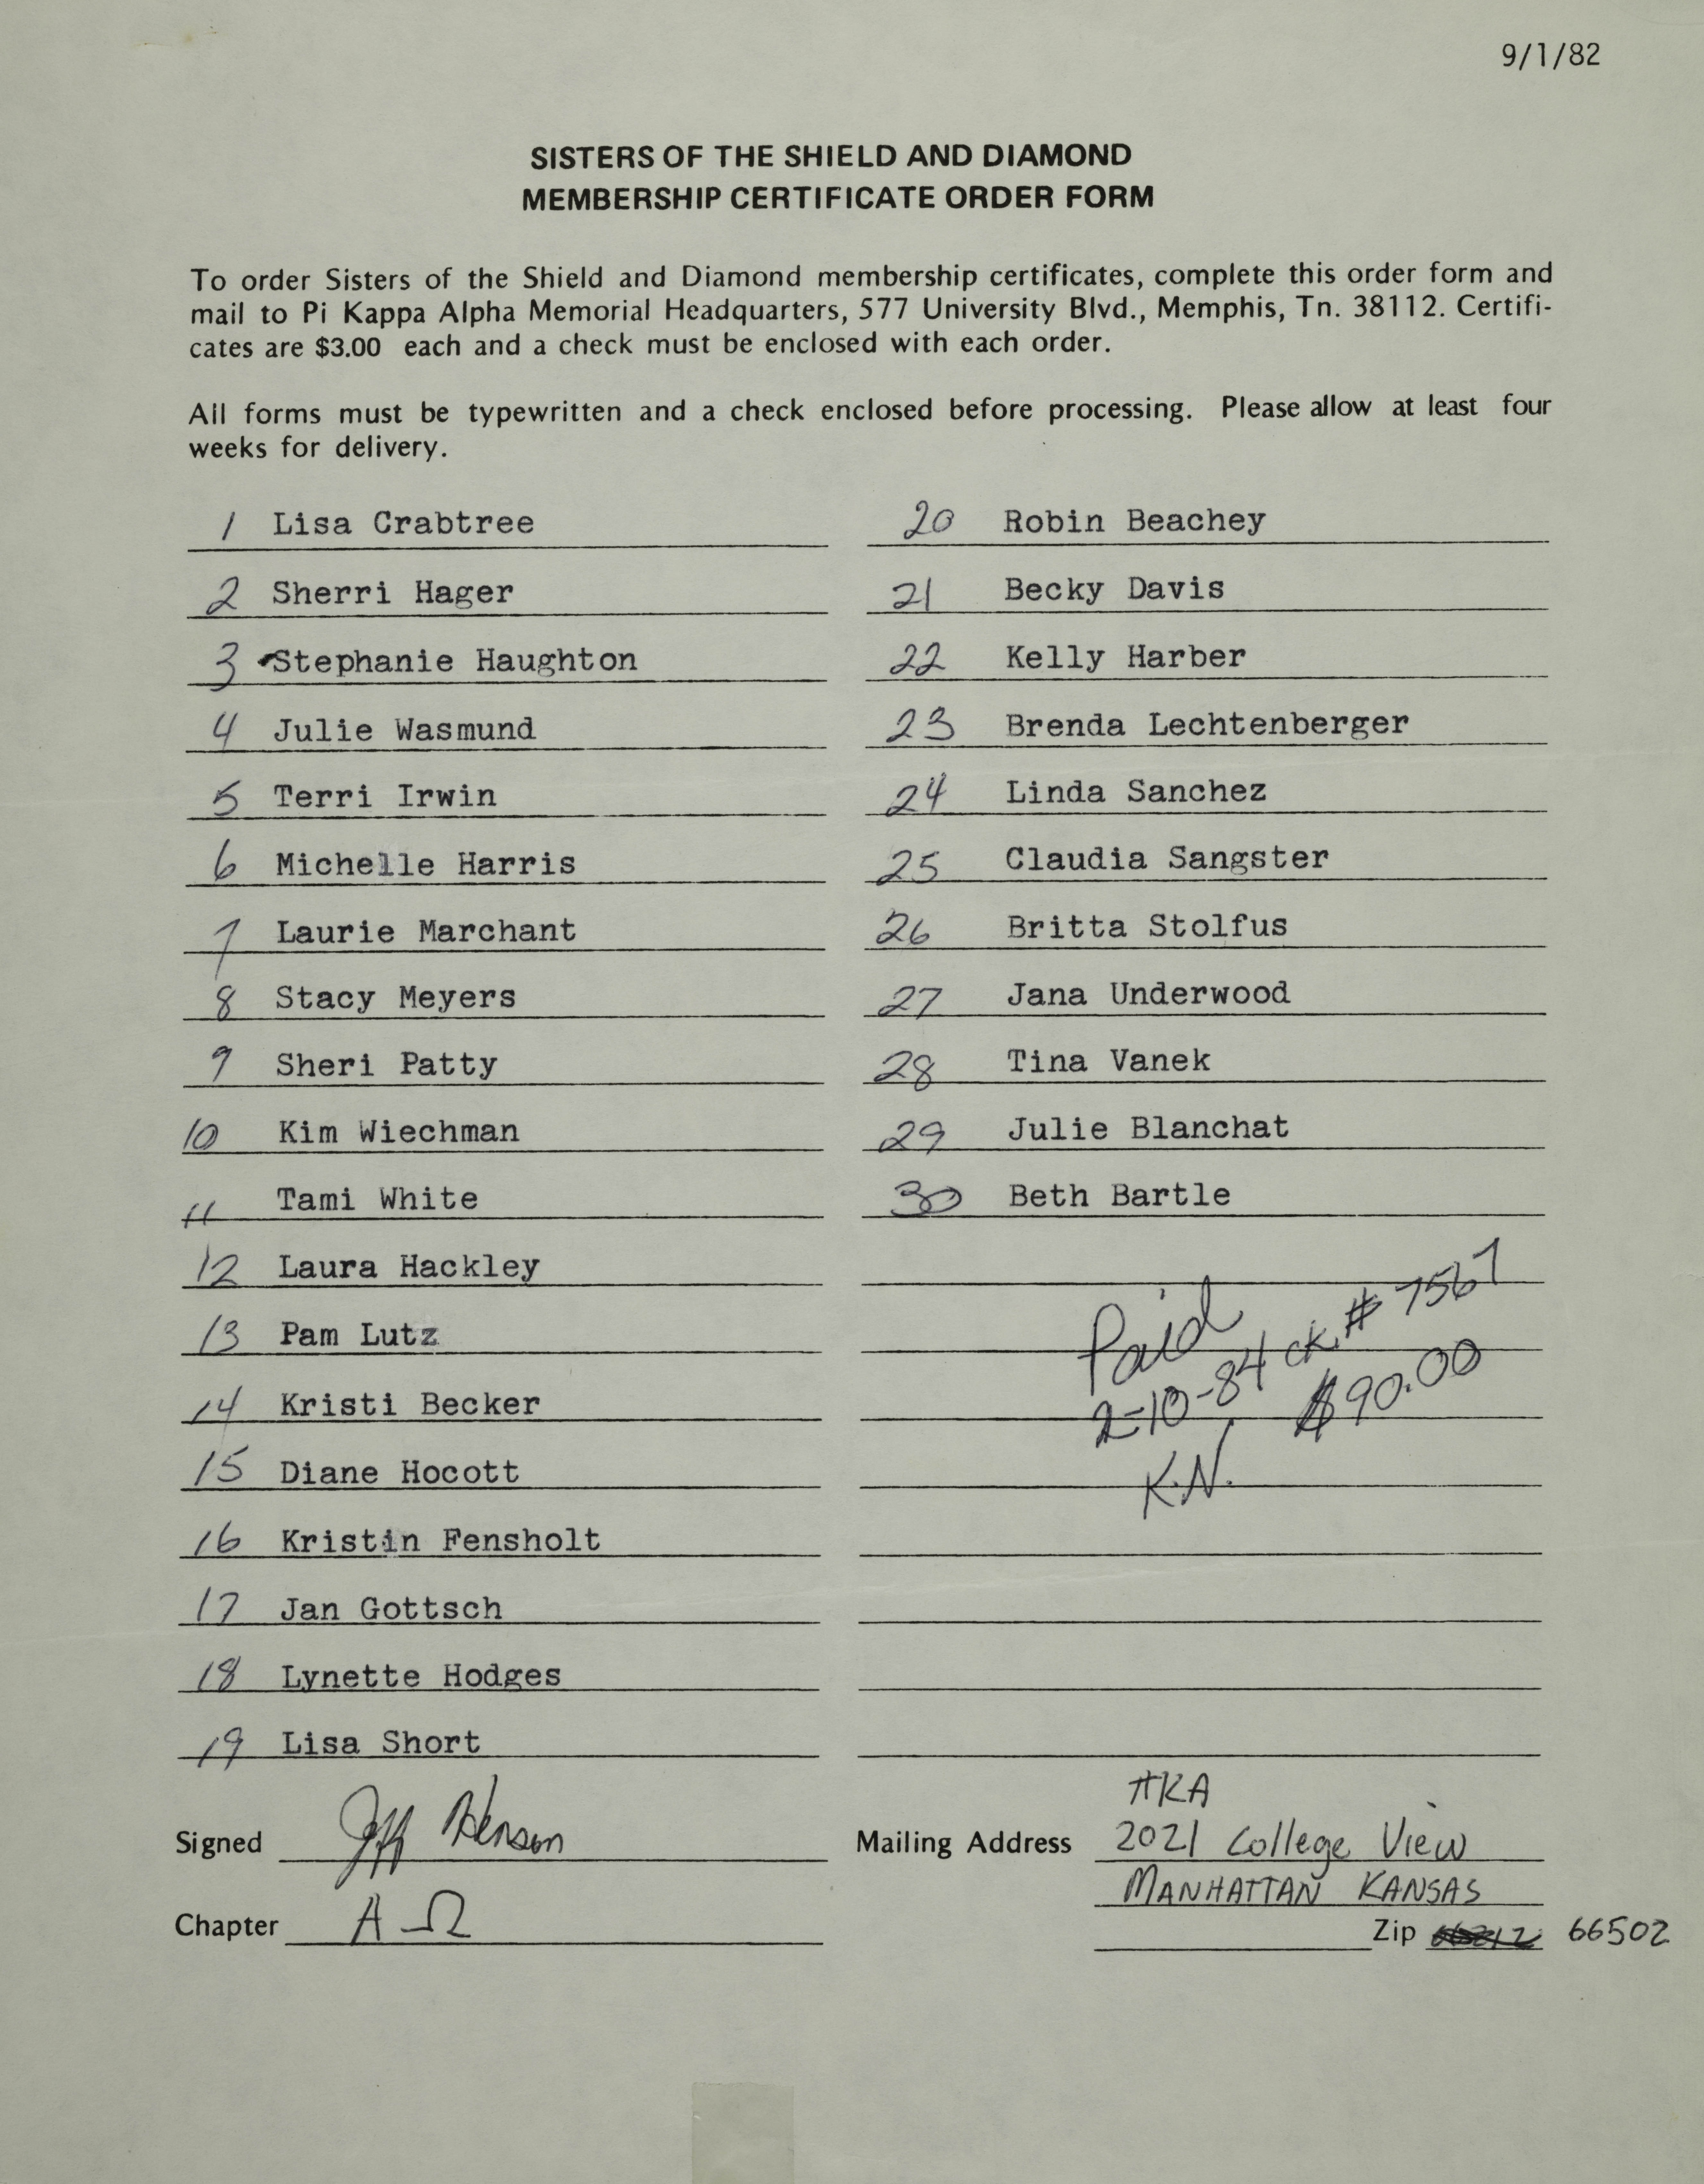 9/1/82
SISTERS OF THE SHIELD AND DIAMOND
MEMBERSHIP CERTIFICATE ORDER FORM
To order Sisters of the Shield and Diamond membership certificates, complete this order form and
mail to Pi Kappa Alpha Memorial Headquarters, 577 University Blvd., Memphis, Tn. 38112. Certifi-
cates are $3.00 each and a check must be enclosed with each order.
All forms must be typewritten and a check enclosed before processing. Please allow at least four
weeks for delivery.
1 Lisa Crabtree
2 Sherri Hager
3 Stephanie Haughton
4 Julie Wasmund
5 Terri Irwin
6 Michelle Harris
7 Laurie Marchant
8 Stacy Meyers
9 Sheri Patty
10 Kim Wiechman
11 Tami White
12 Laura Hackley
13 Pam Lutz
14 Kristi Becker
15 Diane Hocott
16 Kristin Fensholt
17 Jan Gottsch
18 Lynette Hodges
19 Lisa Short
20 Robin Beachey
21 Becky Davis
22 Kelly Harber
23 Brenda Lechtenberger
24 Linda Sanchez
25 Claudia Sangster
26 Britta Stolfus
27 Jana Underwood
28 Tina Vanek
29 Julie Blanchat
30 Beth Bartle
Paid
2-10-84 ck. # 7567
$90.00
K.N.
Signed Jeff
Chapter ΑΩ
Mailing Address
πKA
2021 College View
MANHATTAN KANSAS
Zip 66502